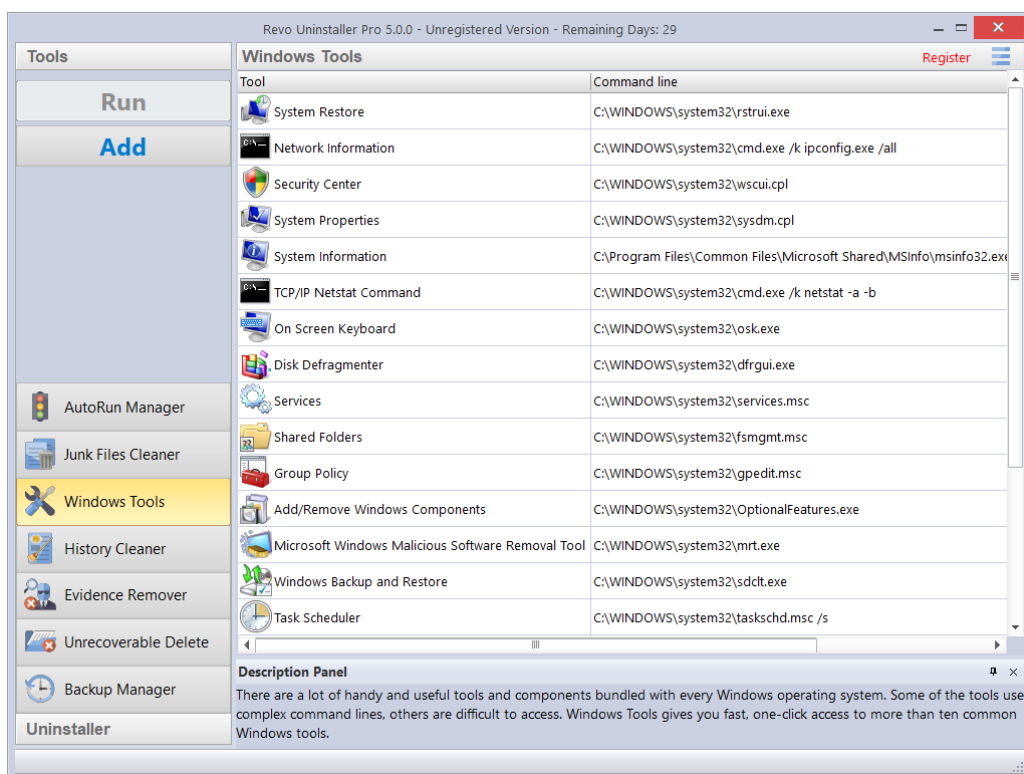 Revo Uninstaller Pro 5.0.0 - Unregistered Version - Remaining Days: 29
Tools
Windows Tools
Register
Run
Add
AutoRun Manager
Junk Files Cleaner
Windows Tools
History Cleaner
Evidence Remover
Unrecoverable Delete
Backup Manager
Uninstaller
Tool Command line
System Restore C:\WINDOWS\system32\rstrui.exe
Network Information C:\WINDOWS\system32\cmd.exe /k ipconfig.exe /all
Security Center C:\WINDOWS\system32\wscui.cpl
System Properties C:\WINDOWS\system32\sysdm.cpl
System Information C:\Program Files\Common Files\Microsoft Shared\MSInfo\msinfo32.exe
TCP/IP Netstat Command C:\WINDOWS\system32\cmd.exe /k netstat -a -b
On Screen Keyboard C:\WINDOWS\system32\osk.exe
Disk Defragmenter C:\WINDOWS\system32\dfrgui.exe
Services C:\WINDOWS\system32\services.msc
Shared Folders C:\WINDOWS\system32\fsmgmt.msc
Group Policy C:\WINDOWS\system32\gpedit.msc
Add/Remove Windows Components C:\WINDOWS\system32\OptionalFeatures.exe
Microsoft Windows Malicious Software Removal Tool C:\WINDOWS\system32\mrt.exe
Windows Backup and Restore C:\WINDOWS\system32\sdclt.exe
Task Scheduler C:\WINDOWS\system32\taskschd.msc /s
Description Panel
There are a lot of handy and useful tools and components bundled with every Windows operating system. Some of the tools use
complex command lines, others are difficult to access. Windows Tools gives you fast, one-click access to more than ten common
Windows tools.